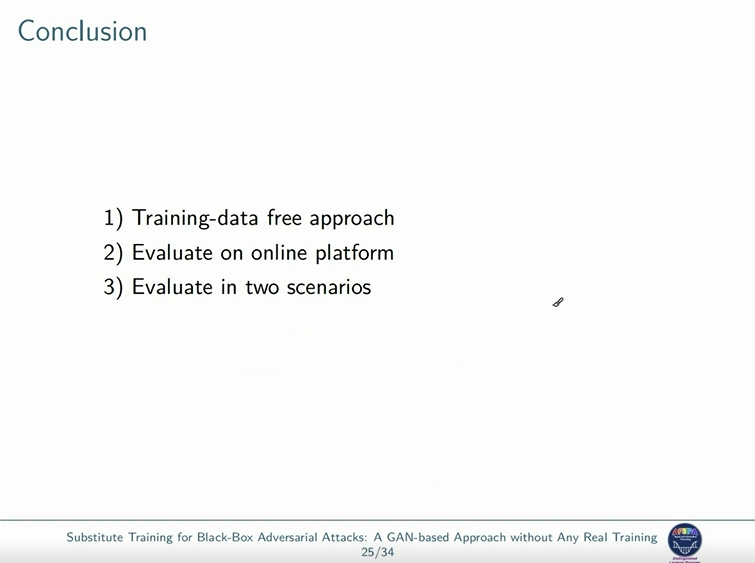 Conclusion
1) Training-data free approach
2) Evaluate on online platform
3) Evaluate in two scenarios
Substitute Training for Black-Box Adversarial Attacks: A GAN-based Approach without Any Real Training
25/34
APSIPA